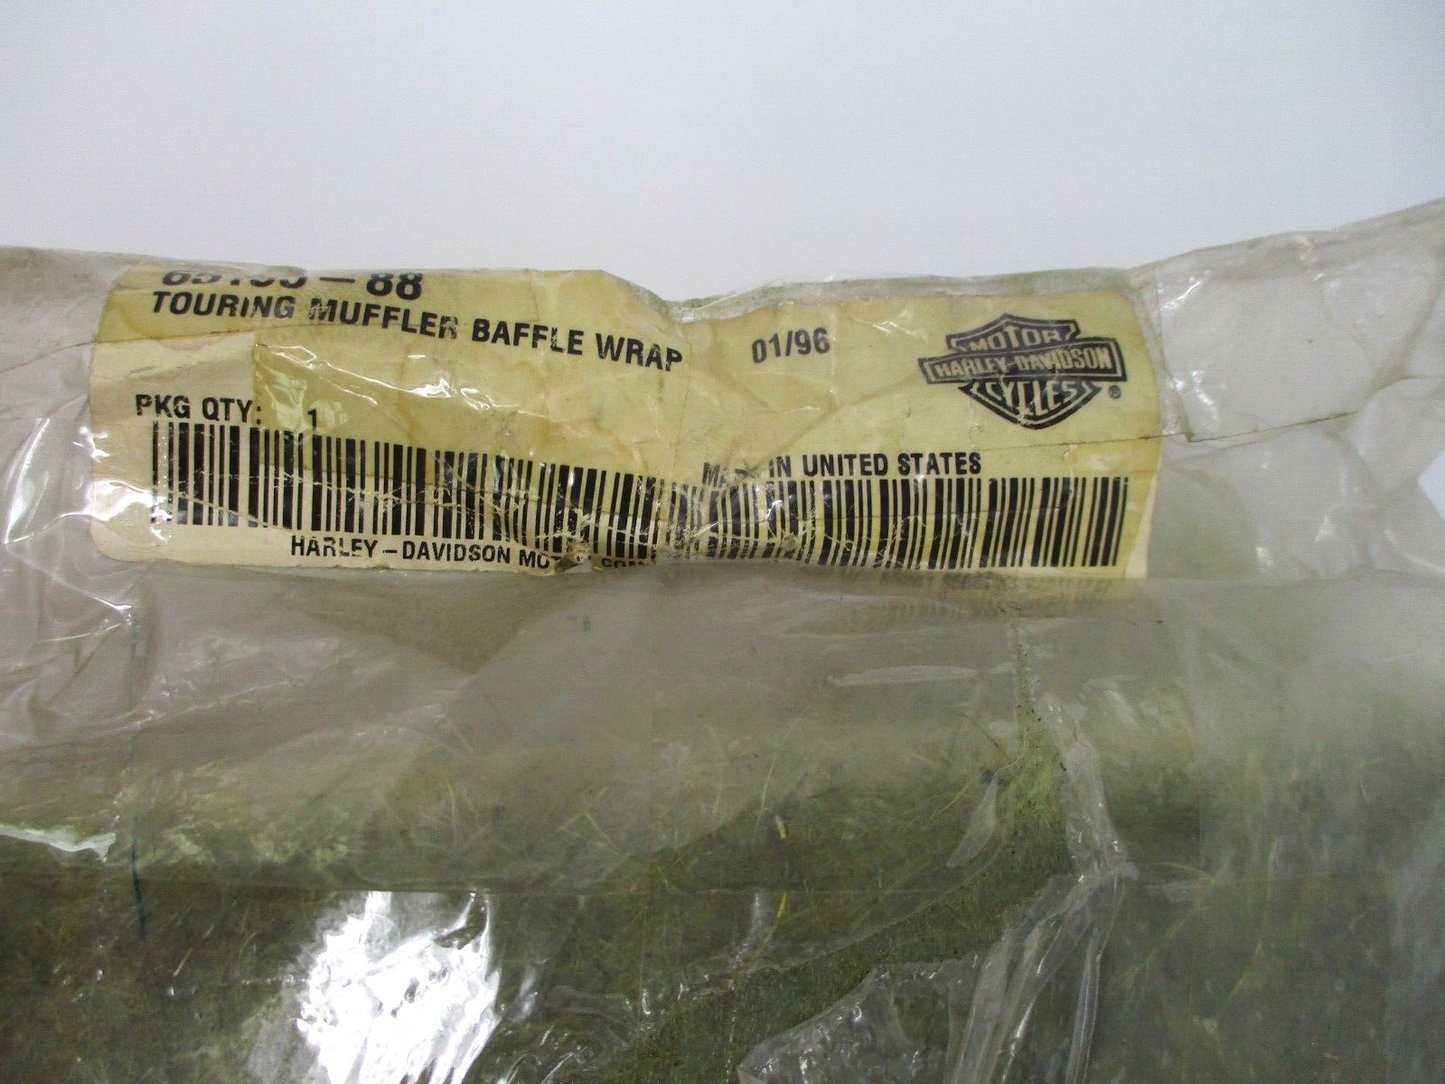 TOURING MUFFLER BAFFLE WRAP
01/96
MOTOR
HARLEY-DAVIDSON
CYCLES
®
PKG QTY: 1
IN UNITED STATES
HARLEY-DAVIDSON